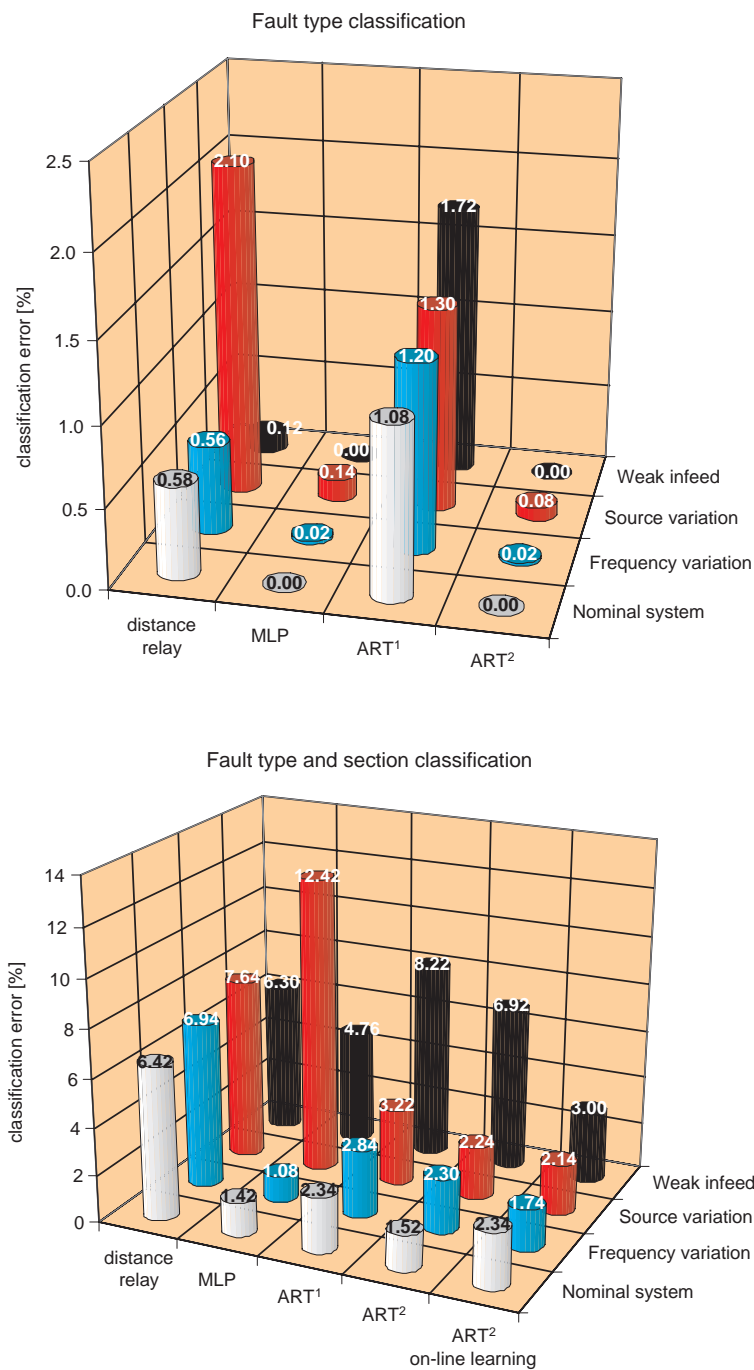 Fault type classification
2.5
2.0
1.5
1.0
0.5
0.0
classification error [%]
2.10
1.72
1.30
1.20
1.08
0.12
0.56
0.00
0.58
0.14
0.00
0.08
0.02
0.02
0.00
0.00
Weak infeed
Source variation
Frequency variation
Nominal system
distance
relay
MLP
ART¹
ART²
Fault type and section classification
14
12
10
8
6
4
2
0
classification error [%]
12.42
8.22
7.64
6.30
6.92
6.94
4.76
6.42
3.22
3.00
2.84
2.24
2.14
1.08
2.30
1.74
1.42
2.34
1.52
2.34
Weak infeed
Source variation
Frequency variation
Nominal system
distance
relay
MLP
ART¹
ART²
ART²
on-line learning